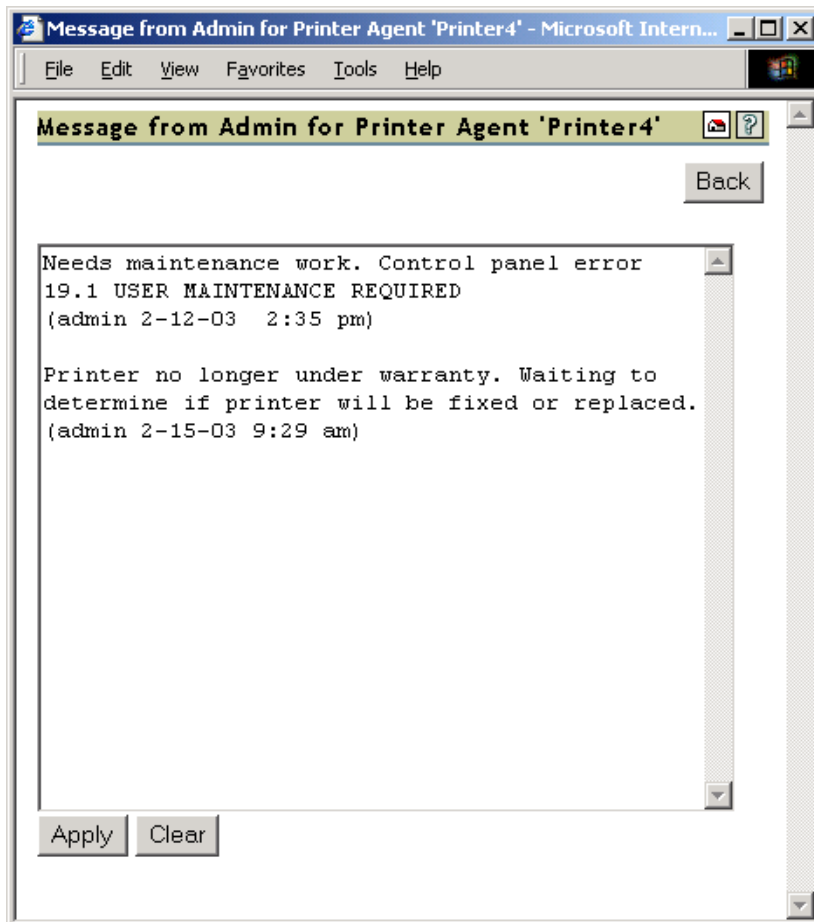 Message from Admin for Printer Agent 'Printer4' - Microsoft Intern...
File Edit View Favorites Tools Help
Message from Admin for Printer Agent 'Printer4' ?
Back
Needs maintenance work. Control panel error
19.1 USER MAINTENANCE REQUIRED
(admin 2-12-03  2:35 pm)
Printer no longer under warranty. Waiting to
determine if printer will be fixed or replaced.
(admin 2-15-03 9:29 am)
Apply Clear